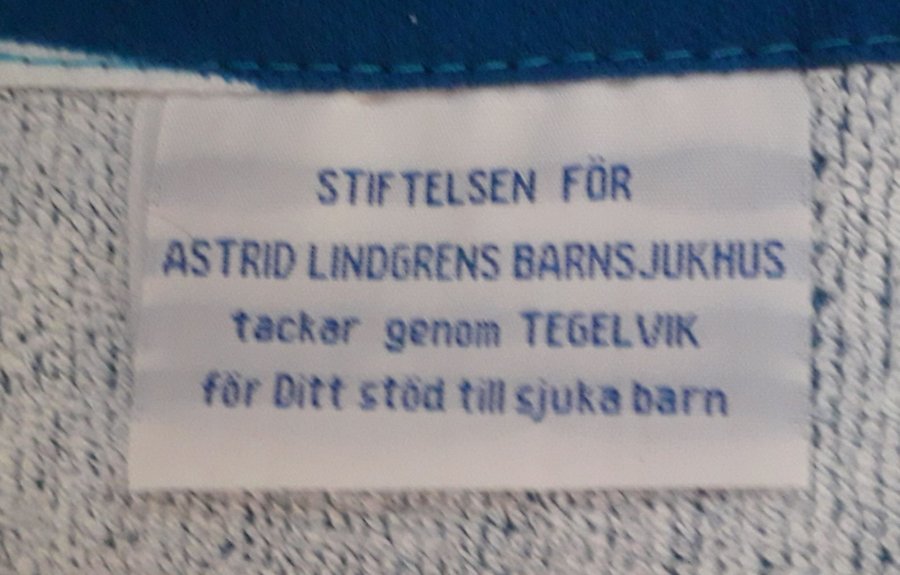 STIFTELSEN FÖR
ASTRID LINDGRENS BARNSJUKHUS
tackar genom TEGELVIK
för Ditt stöd till sjuka barn